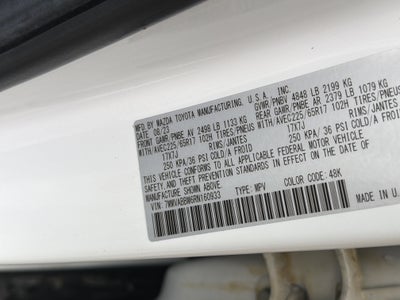 MFD BY MAZDA TOYOTA MANUFACTURING, U.S.A., INC.
DATE: 08/23 GVWR/PNBV 4848 LB 2199 KG
FRONT GAWR/PNBE AV 2498 LB 1133 KG REAR GAWR/PNBE AR 2379 LB 1079 KG
WITH/AVEC225/65R17 102H TIRES/PNEUS WITH/AVEC225/65R17 102H TIRES/PNEUS
17X7J RIMS/JANTES 17X7J RIMS/JANTES
250 KPA/ 36 PSI COLD/A FROID 250 KPA/ 36 PSI COLD/A FROID
THIS VEHICLE CONFORMS TO ALL APPLICABLE FEDERAL MOTOR VEHICLE
SAFETY STANDARDS IN EFFECT ON THE DATE OF
MANUFACTURE SHOWN ABOVE.
VIN: 7MMVABBM6RN160933 TYPE: MPV COLOR CODE: 48K